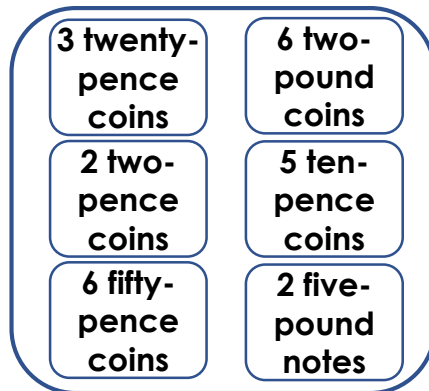 3 twenty-
pence
coins
6 two-
pound
coins
2 two-
pence
coins
5 ten-
pence
coins
6 fifty-
pence
coins
2 five-
pound
notes